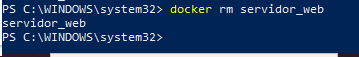 PS C:\WINDOWS\system32> docker rm servidor_web
servidor_web
PS C:\WINDOWS\system32>